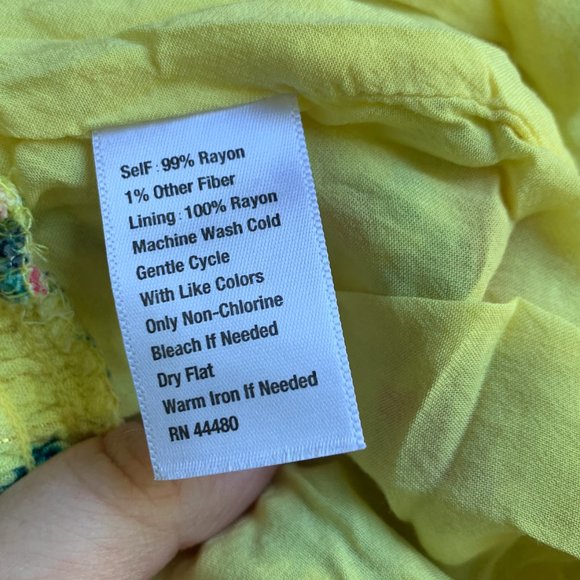 SelF : 99% Rayon
1% Other Fiber
Lining : 100% Rayon
Machine Wash Cold
Gentle Cycle
With Like Colors
Only Non-Chlorine
Bleach If Needed
Dry Flat
Warm Iron If Needed
RN 44480